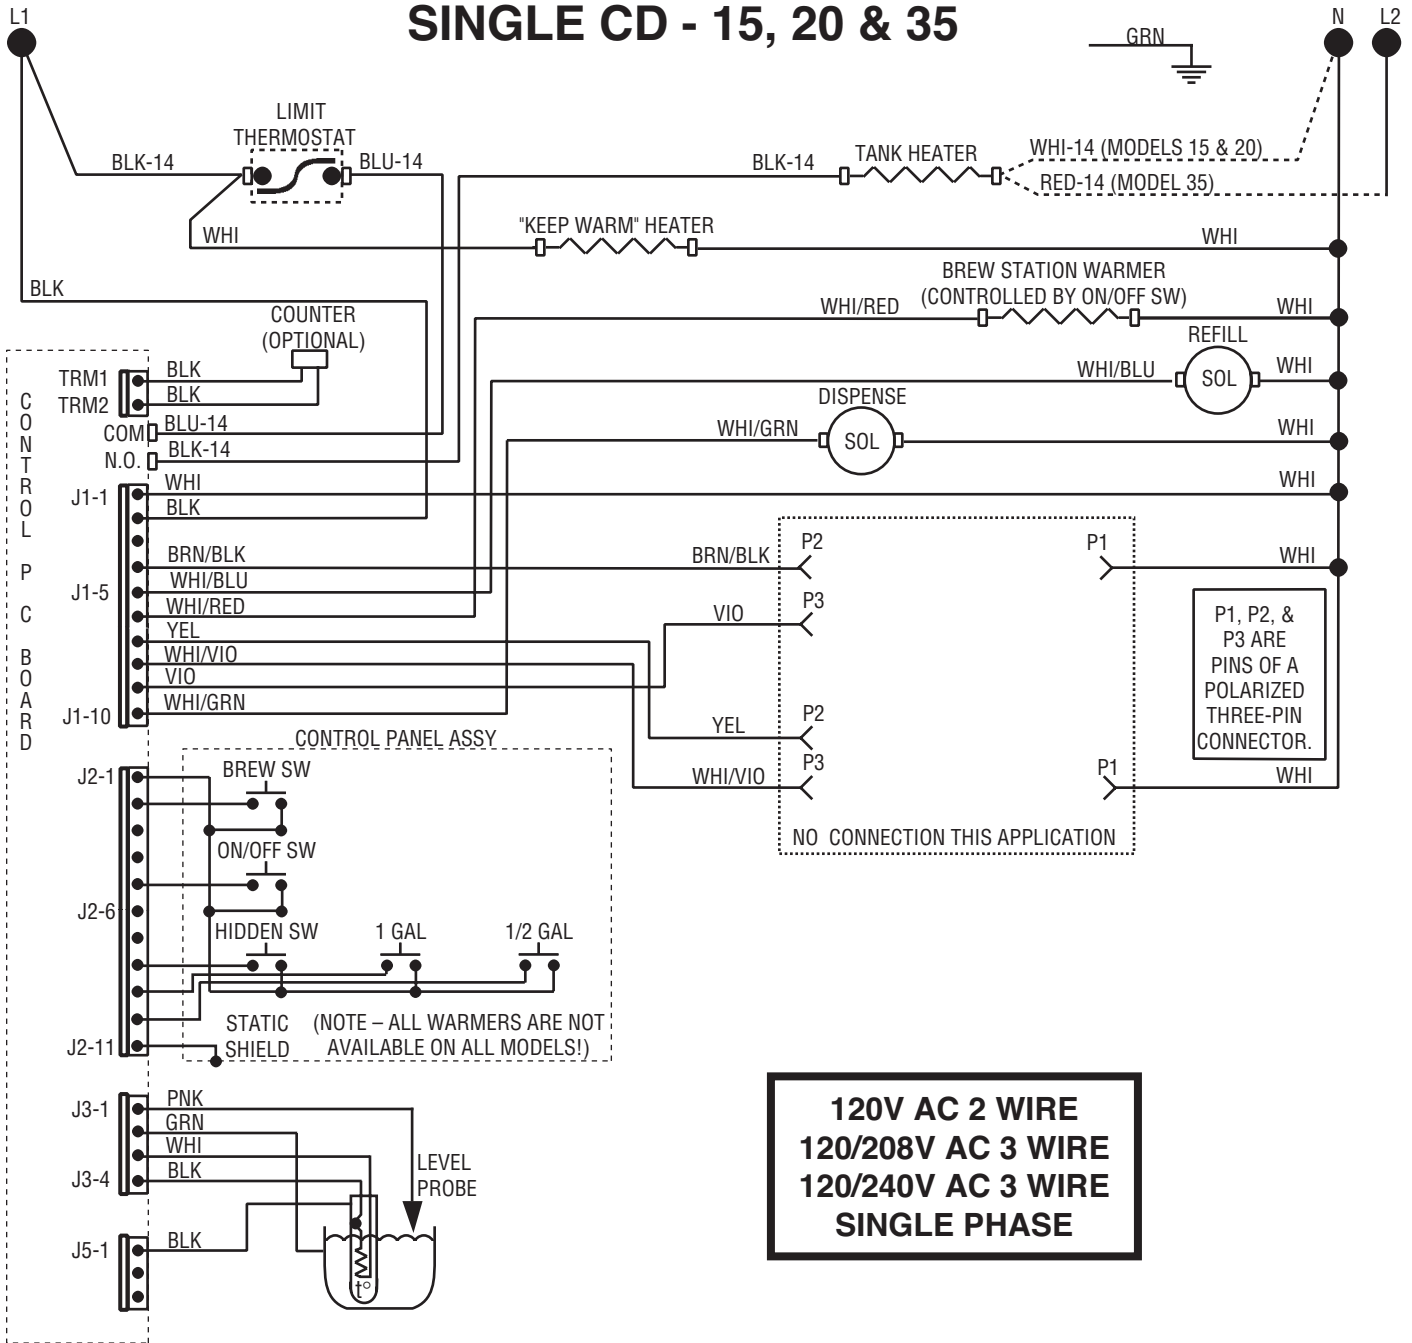 SINGLE CD - 15, 20 & 35
L1
N
L2
GRN
LIMIT
THERMOSTAT
BLK-14
BLU-14
BLK-14
TANK HEATER
WHI-14 (MODELS 15 & 20)
RED-14 (MODEL 35)
WHI
"KEEP WARM" HEATER
WHI
BLK
BREW STATION WARMER
(CONTROLLED BY ON/OFF SW)
WHI/RED
WHI
COUNTER
(OPTIONAL)
REFILL
WHI/BLU
SOL
WHI
TRM1
BLK
TRM2
BLK
DISPENSE
COM
BLU-14
WHI/GRN
SOL
WHI
N.O.
BLK-14
CONTROL P C BOARD
J1-1
WHI
WHI
BLK
BRN/BLK
BRN/BLK
P2
P1
WHI
J1-5
WHI/BLU
WHI/RED
VIO
P3
YEL
WHI/VIO
VIO
J1-10
WHI/GRN
YEL
P2
WHI/VIO
P3
P1
WHI
P1, P2, &
P3 ARE
PINS OF A
POLARIZED
THREE-PIN
CONNECTOR.
NO CONNECTION THIS APPLICATION
CONTROL PANEL ASSY
J2-1
BREW SW
ON/OFF SW
J2-6
HIDDEN SW
1 GAL
1/2 GAL
J2-11
STATIC
SHIELD
(NOTE – ALL WARMERS ARE NOT
AVAILABLE ON ALL MODELS!)
J3-1
PNK
GRN
WHI
J3-4
BLK
LEVEL
PROBE
J5-1
BLK
t°
120V AC 2 WIRE
120/208V AC 3 WIRE
120/240V AC 3 WIRE
SINGLE PHASE